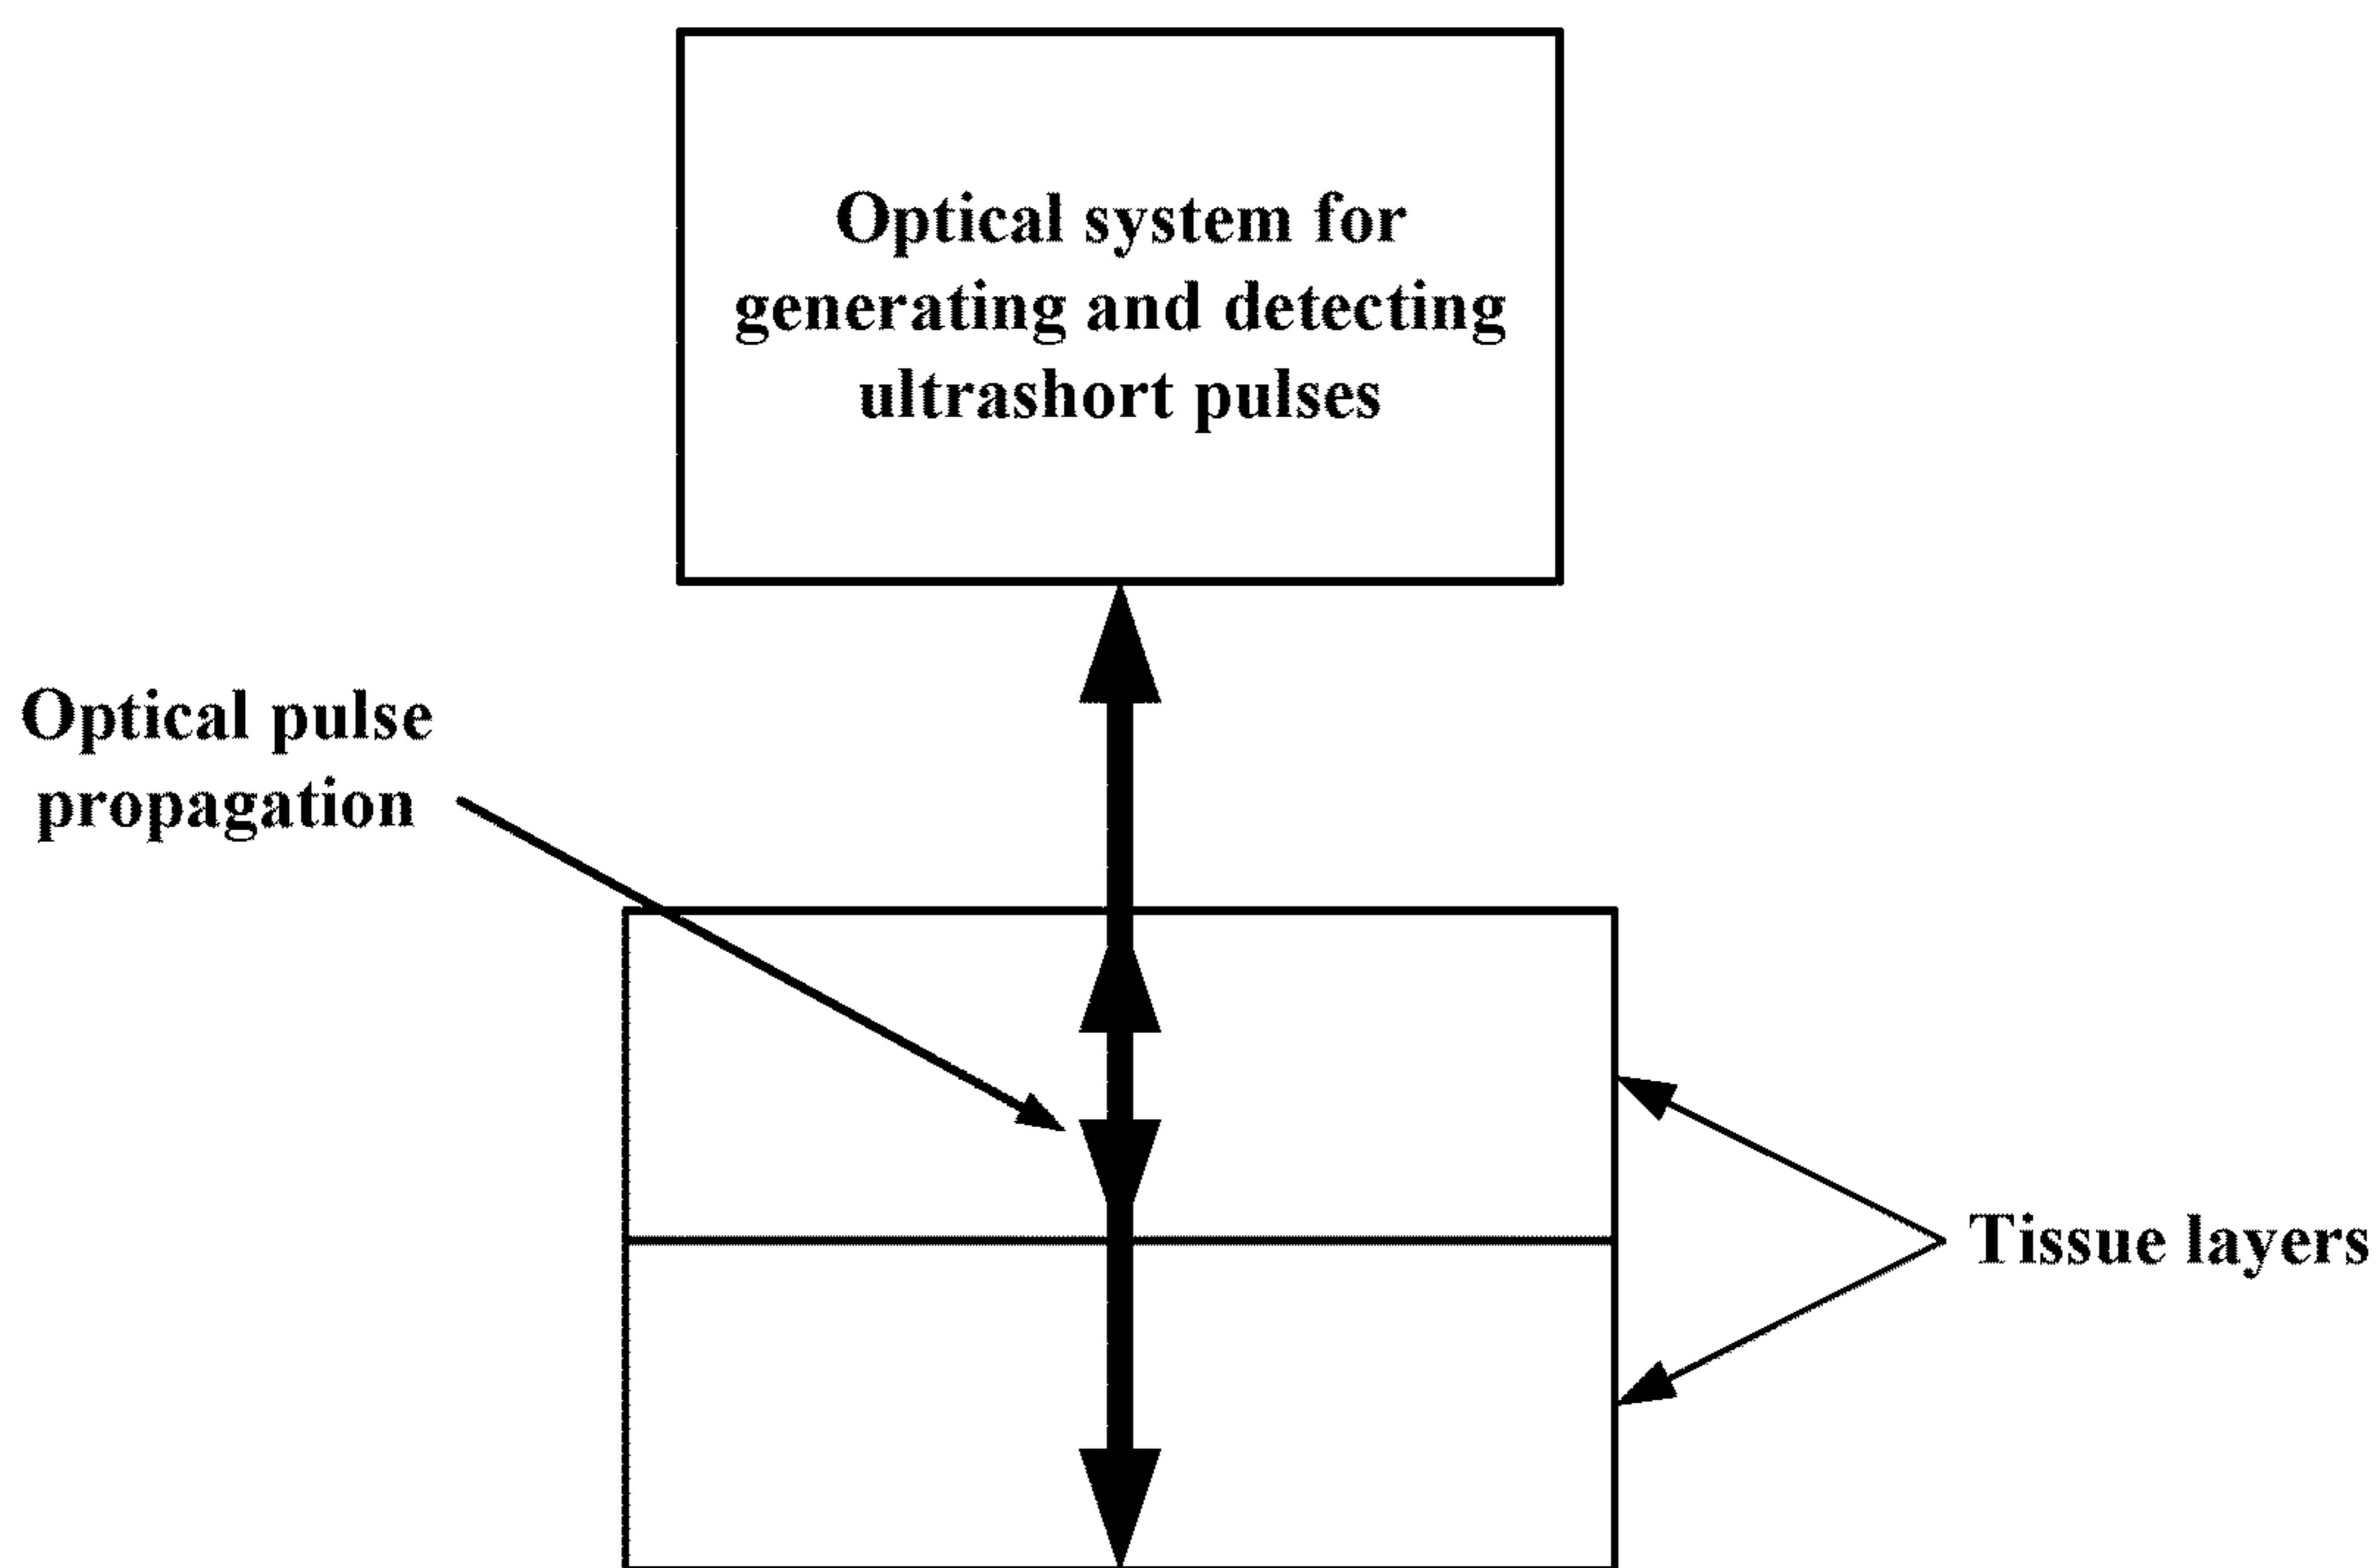 Optical system for
generating and detecting
ultrashort pulses
Optical pulse
propagation
Tissue layers